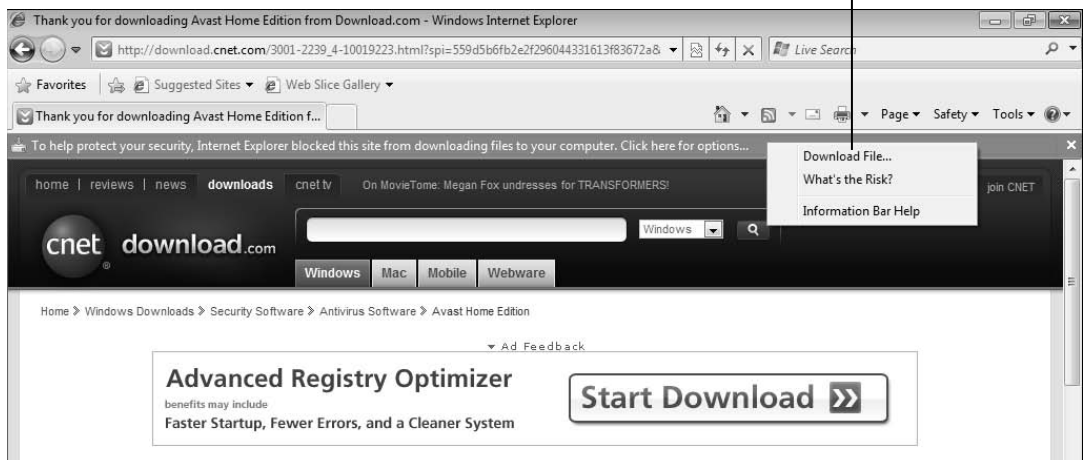 Thank you for downloading Avast Home Edition from Download.com - Windows Internet Explorer
http://download.cnet.com/3001-2239_4-10019223.html?spi=559d5b6fb2e2f296044331613f83672a8
Live Search
Favorites Suggested Sites Web Slice Gallery
Thank you for downloading Avast Home Edition f... Page Safety Tools
To help protect your security, Internet Explorer blocked this site from downloading files to your computer. Click here for options...
Download File...
What's the Risk?
Information Bar Help
home | reviews | news downloads cnet tv On MovieTome: Megan Fox undresses for TRANSFORMERS! join CNET
cnet download.com
Windows
Windows Mac Mobile Webware
Home > Windows Downloads > Security Software > Antivirus Software > Avast Home Edition
Ad Feedback
Advanced Registry Optimizer
benefits may include
Faster Startup, Fewer Errors, and a Cleaner System
Start Download